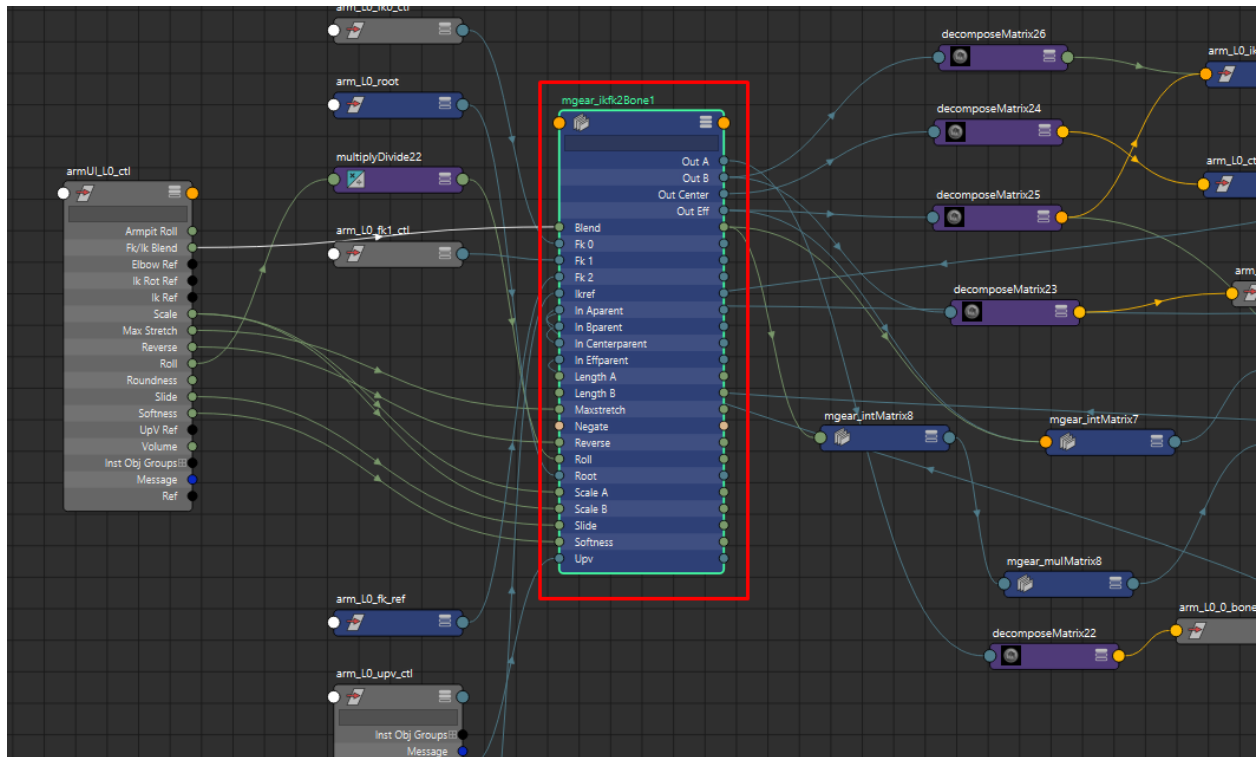 arm_L0_ik0_ctl
decomposeMatrix26
arm_L0_ik
arm_L0_root
mgear_ikfk2Bone1
decomposeMatrix24
multiplyDivide22
Out A
Out B
Out Center
Out Eff
arm_L0_ct
armUI_L0_ctl
decomposeMatrix25
Armpit Roll
Fk/Ik Blend
Elbow Ref
Ik Rot Ref
Ik Ref
Scale
Max Stretch
Reverse
Roll
Roundness
Slide
Softness
UpV Ref
Volume
Inst Obj Groups
Message
Ref
arm_L0_fk1_ctl
Blend
Fk 0
Fk 1
Fk 2
Ikref
In Aparent
In Bparent
In Centerparent
In Effparent
Length A
Length B
Maxstretch
Negate
Reverse
Roll
Root
Scale A
Scale B
Slide
Softness
Upv
arm_
decomposeMatrix23
mgear_intMatrix8
mgear_intMatrix7
mgear_mulMatrix8
arm_L0_fk_ref
arm_L0_0_bone
decomposeMatrix22
arm_L0_upv_ctl
Inst Obj Groups
Message